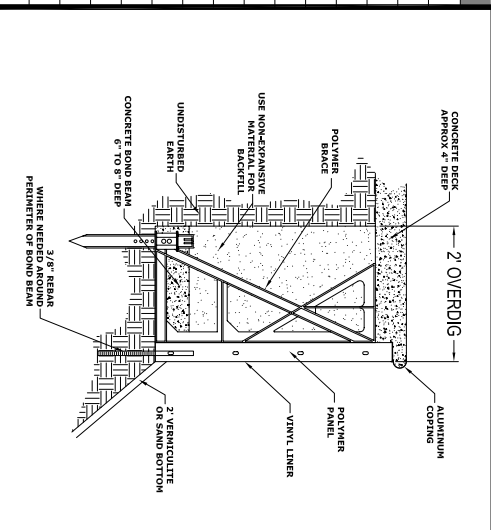 CONCRETE DECK
APPROX 4" DEEP
2' OVERDIG
ALUMINUM
COPING
POLYMER
BRACE
USE NON-EXPANSIVE
MATERIAL FOR
BACKFILL
UNDISTURBED
EARTH
CONCRETE BOND BEAM
6" TO 8" DEEP
3/8" REBAR
WHERE NEEDED AROUND
PERIMETER OF BOND BEAM
POLYMER
PANEL
VINYL LINER
2' VERMICULITE
OR SAND BOTTOM